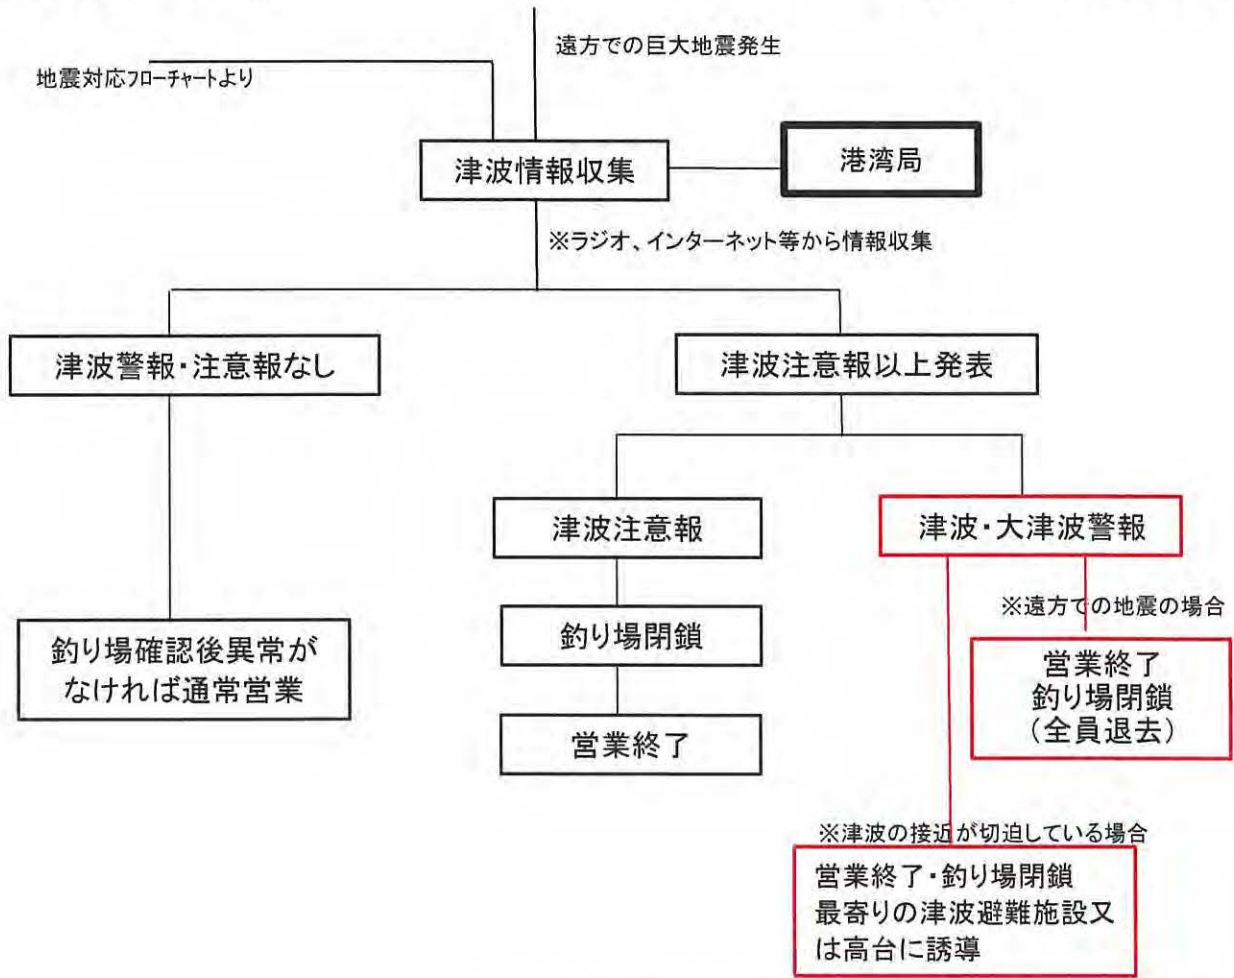 遠方での巨大地震発生
地震対応フローチャートより
港湾局
津波情報収集
※ラジオ、インターネット等から情報収集
津波警報・注意報なし
津波注意報以上発表
津波注意報
津波・大津波警報
※遠方での地震の場合
釣り場確認後異常が
なければ通常営業
釣り場閉鎖
営業終了
営業終了
釣り場閉鎖
(全員退去)
※津波の接近が切迫している場合
営業終了・釣り場閉鎖
最寄りの津波避難施設又
は高台に誘導